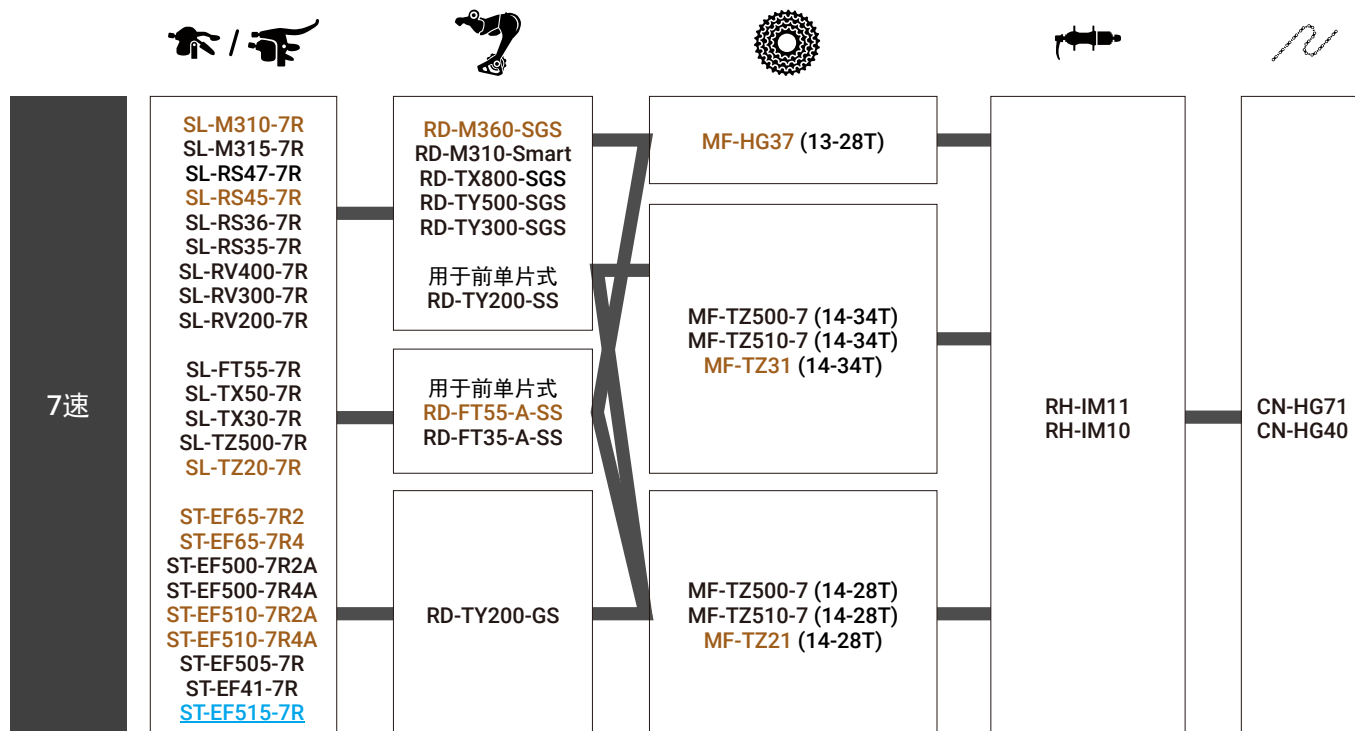 7速
SL-M310-7R
SL-M315-7R
SL-RS47-7R
SL-RS45-7R
SL-RS36-7R
SL-RS35-7R
SL-RV400-7R
SL-RV300-7R
SL-RV200-7R
SL-FT55-7R
SL-TX50-7R
SL-TX30-7R
SL-TZ500-7R
SL-TZ20-7R
ST-EF65-7R2
ST-EF65-7R4
ST-EF500-7R2A
ST-EF500-7R4A
ST-EF510-7R2A
ST-EF510-7R4A
ST-EF505-7R
ST-EF41-7R
ST-EF515-7R
RD-M360-SGS
RD-M310-Smart
RD-TX800-SGS
RD-TY500-SGS
RD-TY300-SGS
用于前单片式
RD-TY200-SS
用于前单片式
RD-FT55-A-SS
RD-FT35-A-SS
RD-TY200-GS
MF-HG37 (13-28T)
MF-TZ500-7 (14-34T)
MF-TZ510-7 (14-34T)
MF-TZ31 (14-34T)
MF-TZ500-7 (14-28T)
MF-TZ510-7 (14-28T)
MF-TZ21 (14-28T)
RH-IM11
RH-IM10
CN-HG71
CN-HG40